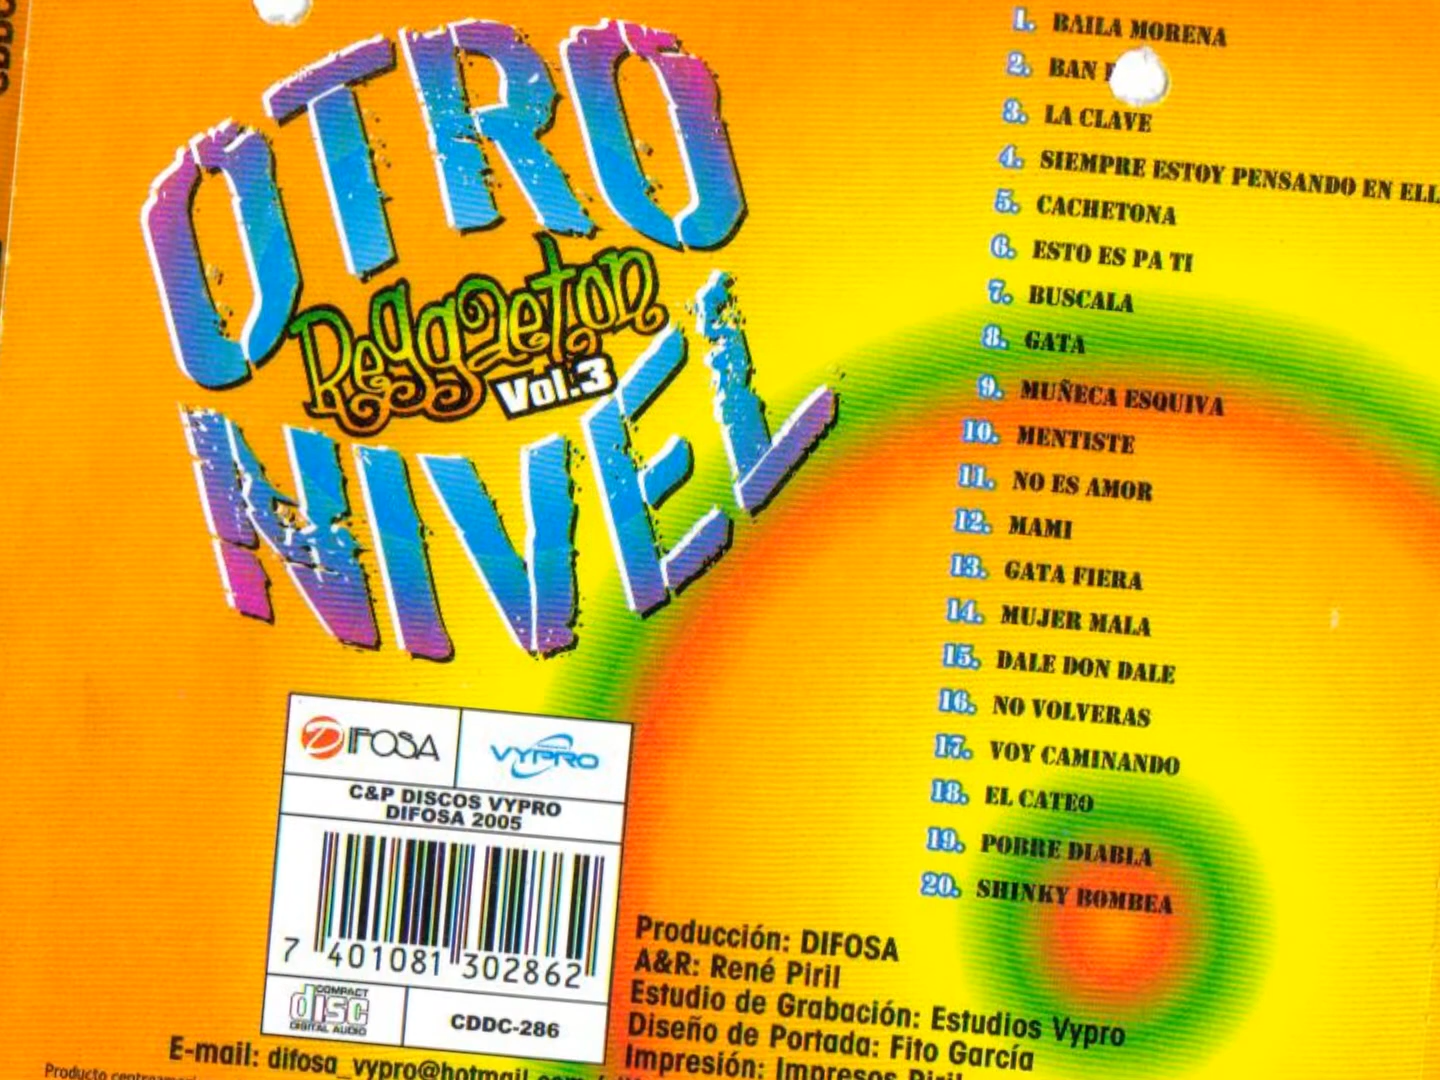 OTRO
Reggaeton
Vol.3
NIVEL
1. BAILA MORENA
2. BAN
3. LA CLAVE
4. SIEMPRE ESTOY PENSANDO EN ELL
5. CACHETONA
6. ESTO ES PA TI
7. BUSCALA
8. GATA
9. MUÑECA ESQUIVA
10. MENTISTE
11. NO ES AMOR
12. MAMI
13. GATA FIERA
14. MUJER MALA
15. DALE DON DALE
16. NO VOLVERAS
17. VOY CAMINANDO
18. EL CATEO
19. POBRE DIABLA
20. SHINKY BOMBEA
DIFOSA
VYPRO
C&P DISCOS VYPRO
DIFOSA 2005
7 401081 302862
COMPACT
disc
DIGITAL AUDIO
CDDC-286
Producción: DIFOSA
A&R: René Piril
Estudio de Grabación: Estudios Vypro
Diseño de Portada: Fito García
Impresión: Impresos Piril
E-mail: difosa_vypro@hotmail.com
Producto centroameri